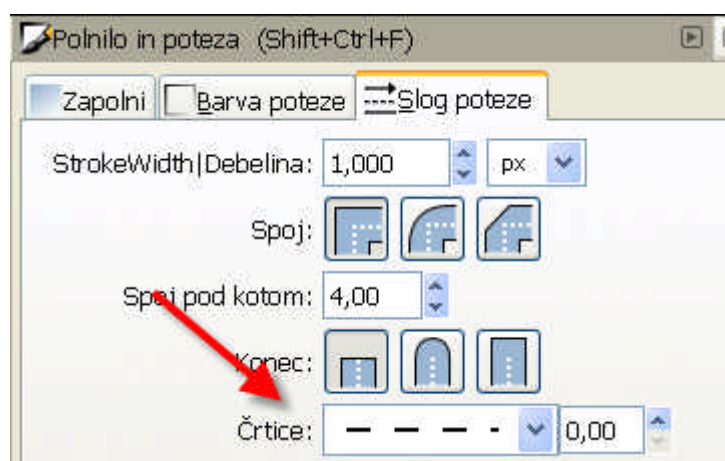 Polnilo in poteza (Shift+Ctrl+F)
Zapolni Barva poteze Slog poteze
StrokeWidth|Debelina: 1,000 px
Spoj:
Spoj pod kotom: 4,00
Konec:
Črtice: 0,00